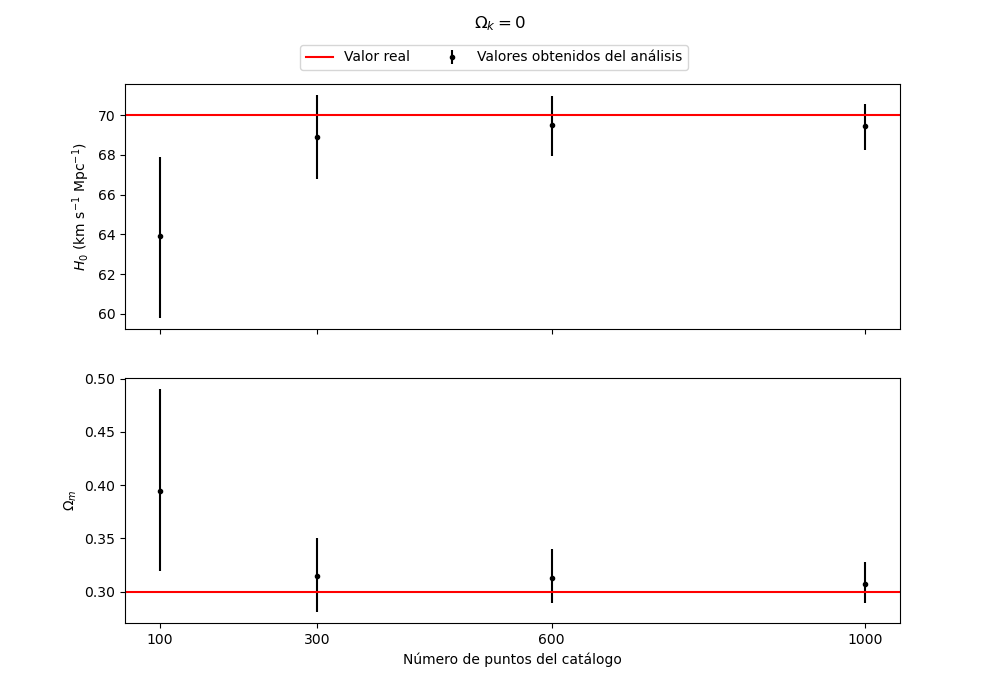 Ωₖ = 0
Valor real
Valores obtenidos del análisis
70
68
66
64
62
60
H₀ (km s⁻¹ Mpc⁻¹)
0.50
0.45
0.40
0.35
0.30
Ωₘ
100 300 600 1000
Número de puntos del catálogo